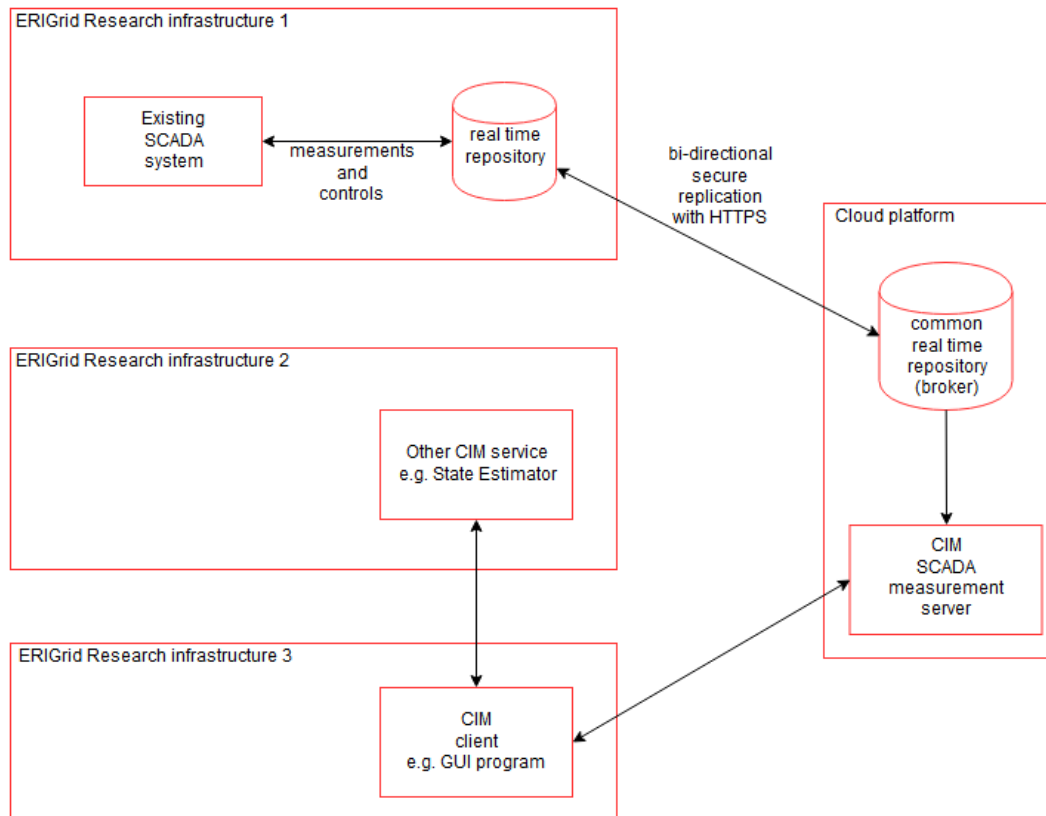 ERIGrid Research infrastructure 1
Existing
SCADA
system
measurements
and
controls
real time
repository
bi-directional
secure
replication
with HTTPS
Cloud platform
common
real time
repository
(broker)
ERIGrid Research infrastructure 2
Other CIM service
e.g. State Estimator
CIM
SCADA
measurement
server
ERIGrid Research infrastructure 3
CIM
client
e.g. GUI program